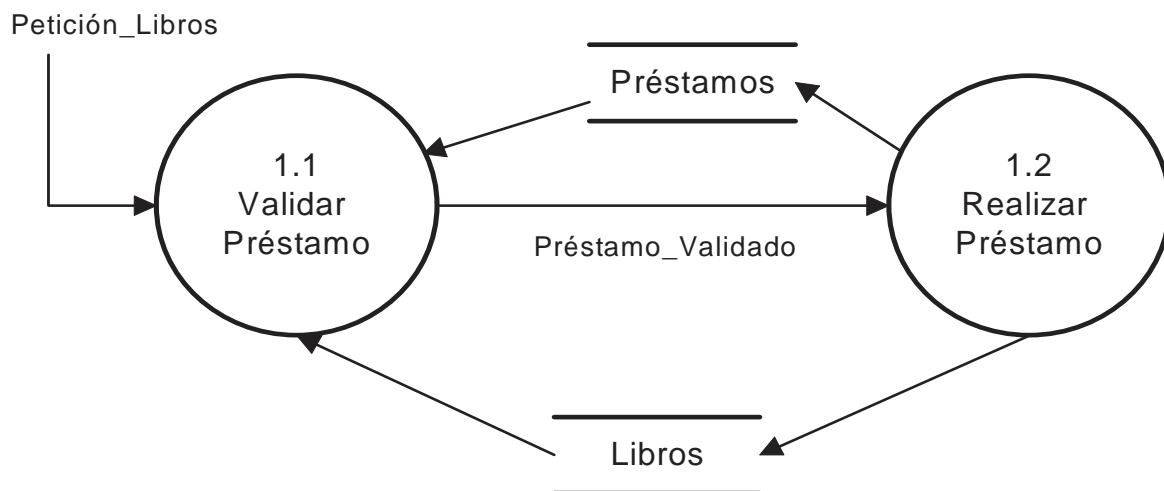 Petición_Libros
Préstamos
1.1
Validar
Préstamo
1.2
Realizar
Préstamo
Préstamo_Validado
Libros